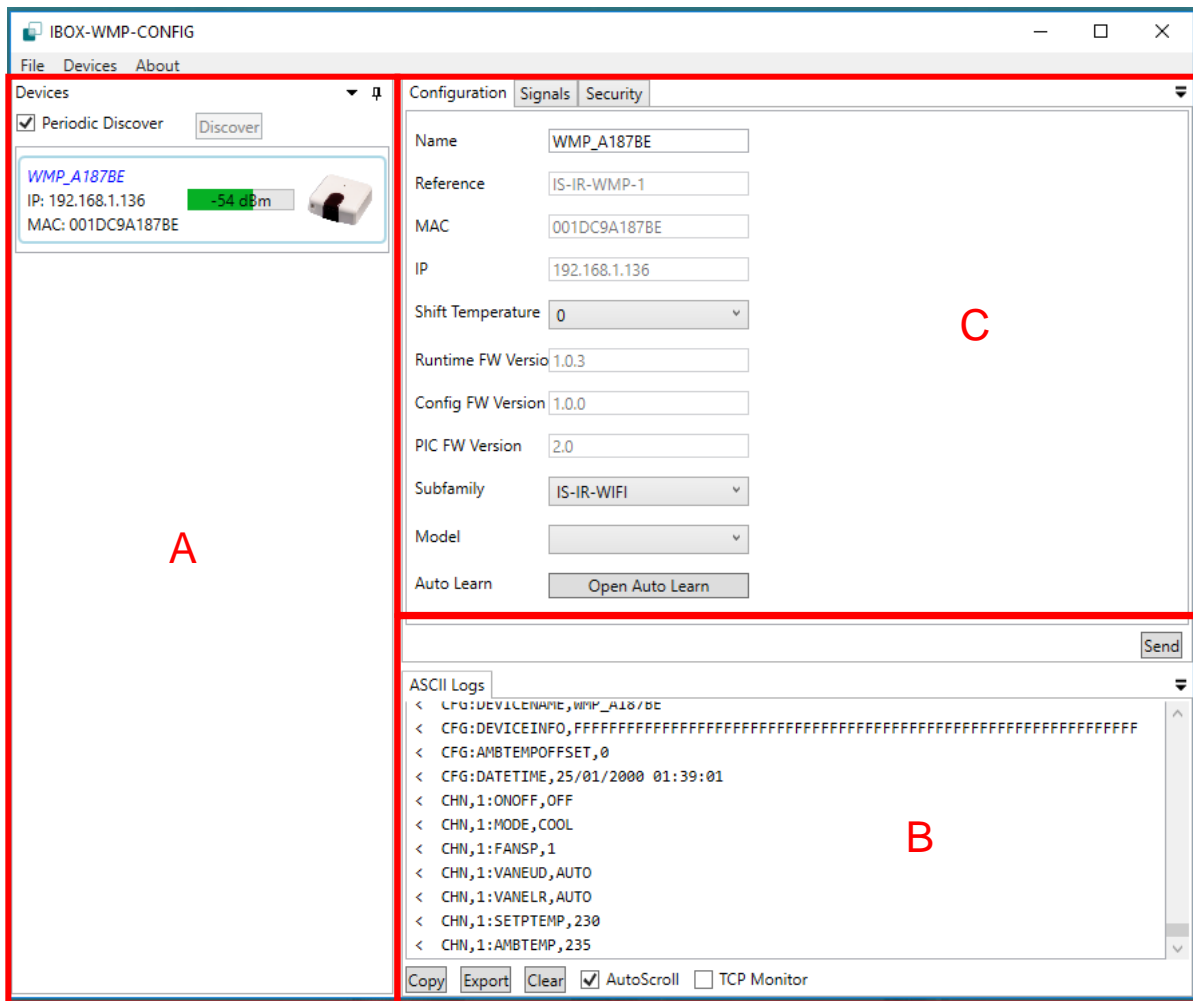 IBOX-WMP-CONFIG
File Devices About
Devices
Periodic Discover Discover
WMP_A187BE
IP: 192.168.1.136 -54 dBm
MAC: 001DC9A187BE
A
Configuration Signals Security
Name WMP_A187BE
Reference IS-IR-WMP-1
MAC 001DC9A187BE
IP 192.168.1.136
Shift Temperature 0
Runtime FW Versio 1.0.3
Config FW Version 1.0.0
PIC FW Version 2.0
Subfamily IS-IR-WIFI
Model
Auto Learn Open Auto Learn
C
Send
ASCII Logs
< CFG:DEVICENAME,WMP_A187BE
< CFG:DEVICEINFO,FFFFFFFFFFFFFFFFFFFFFFFFFFFFFFFFFFFFFFFFFFFFFFFFFFFFFFFFFFFFFFFF
< CFG:AMBTEMPOFFSET,0
< CFG:DATETIME,25/01/2000 01:39:01
< CHN,1:ONOFF,OFF
< CHN,1:MODE,COOL
< CHN,1:FANSP,1
< CHN,1:VANEUD,AUTO
< CHN,1:VANELR,AUTO
< CHN,1:SETPTEMP,230
< CHN,1:AMBTEMP,235
B
Copy Export Clear AutoScroll TCP Monitor